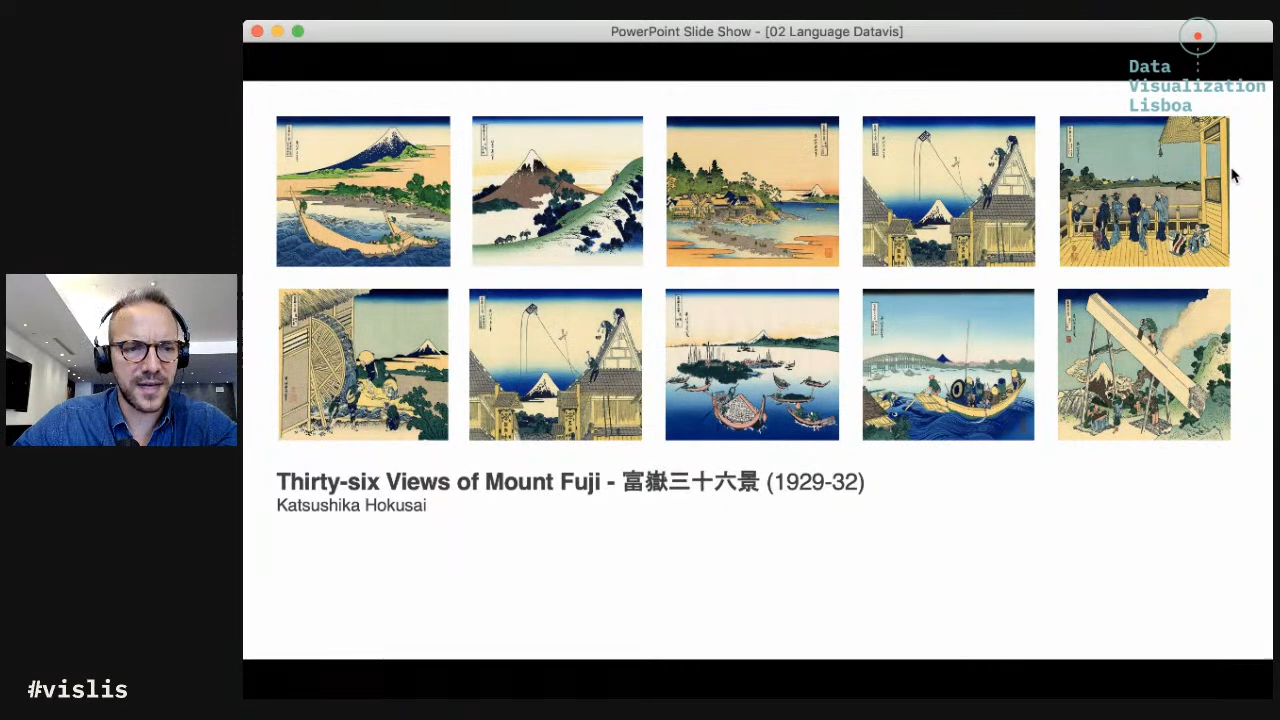 PowerPoint Slide Show - [02 Language Datavis]
Data
Visualization
Lisboa
Thirty-six Views of Mount Fuji - 富嶽三十六景 (1929-32)
Katsushika Hokusai
#vislis